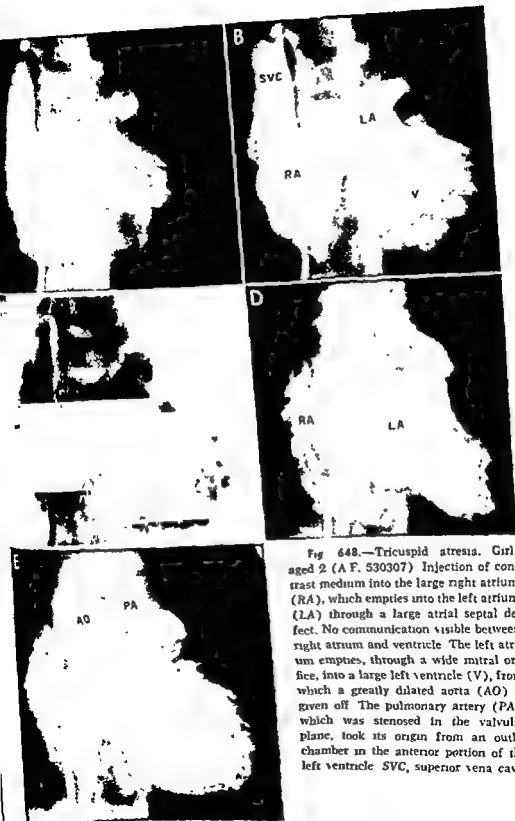 B
SVC
LA
RA
V
D
RA
LA
E
AO
PA
Fig 648.—Tricuspid atresia. Girl
aged 2 (A F. 530307) Injection of con-
trast medium into the large right atrium
(RA), which empties into the left atrium
(LA) through a large atrial septal de-
fect. No communication visible between
right atrium and ventricle The left atri-
um empties, through a wide mitral ori-
fice, into a large left ventricle (V), from
which a greatly dilated aorta (AO)
given off The pulmonary artery (PA
which was stenosed in the valvul
plane, took its origin from an outl
chamber in the anterior portion of th
left ventricle SVC, superior vena cav